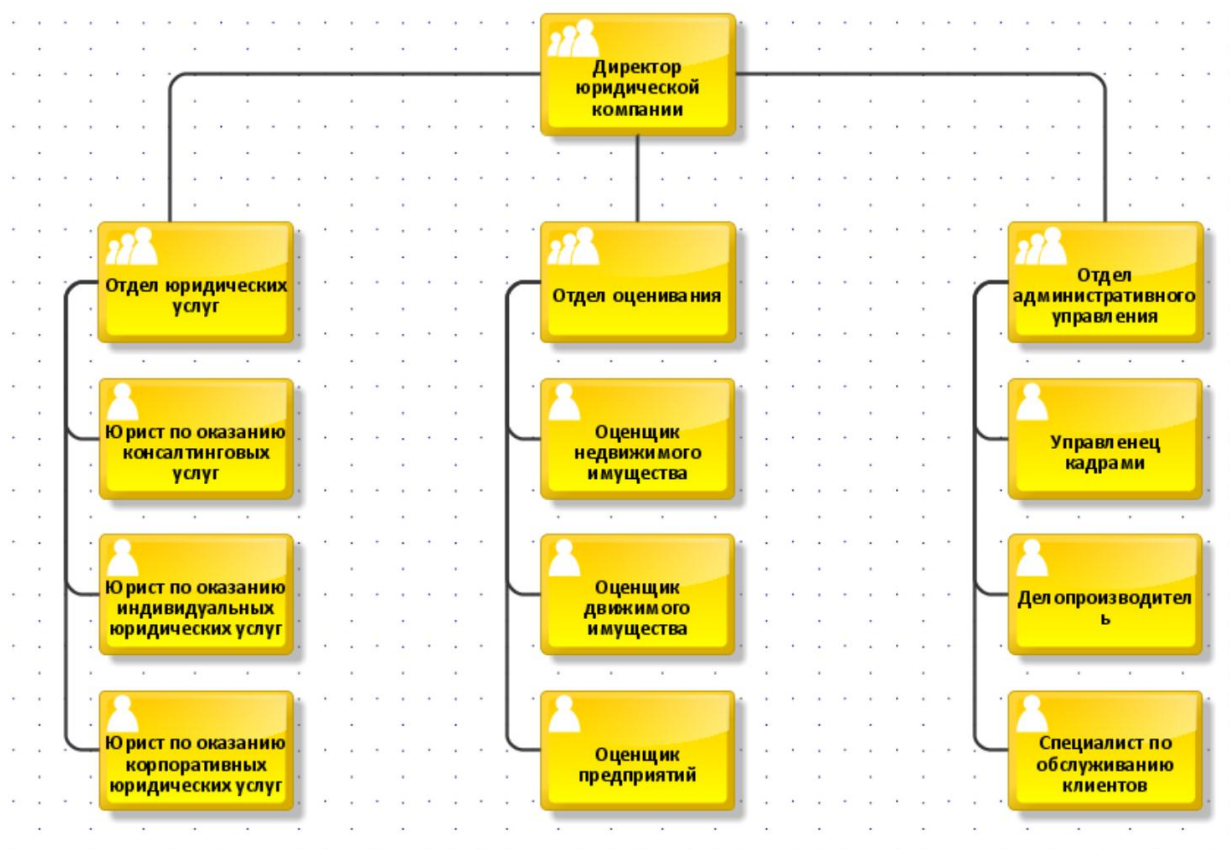 Директор
юридической
компании
Отдел юридических
услуг
Отдел оценивания
Отдел
административного
управления
Юрист по оказанию
консалтинговых
услуг
Оценщик
недвижимого
имущества
Управленец
кадрами
Юрист по оказанию
индивидуальных
юридических услуг
Оценщик
движимого
имущества
Делопроизводител
ь
Юрист по оказанию
корпоративных
юридических услуг
Оценщик
предприятий
Специалист по
обслуживанию
клиентов